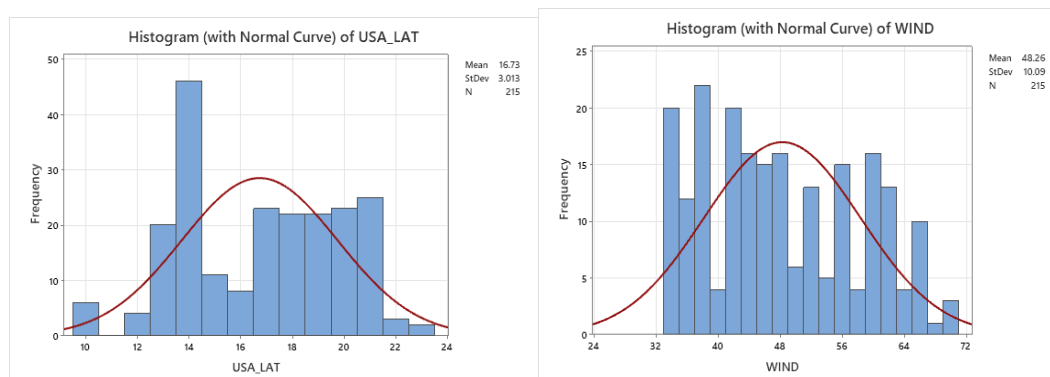 Histogram (with Normal Curve) of USA_LAT
Mean 16.73
StDev 3.013
N 215
50
40
30
20
10
0
Frequency
10 12 14 16 18 20 22 24
USA_LAT
Histogram (with Normal Curve) of WIND
Mean 48.26
StDev 10.09
N 215
25
20
15
10
5
0
Frequency
24 32 40 48 56 64 72
WIND